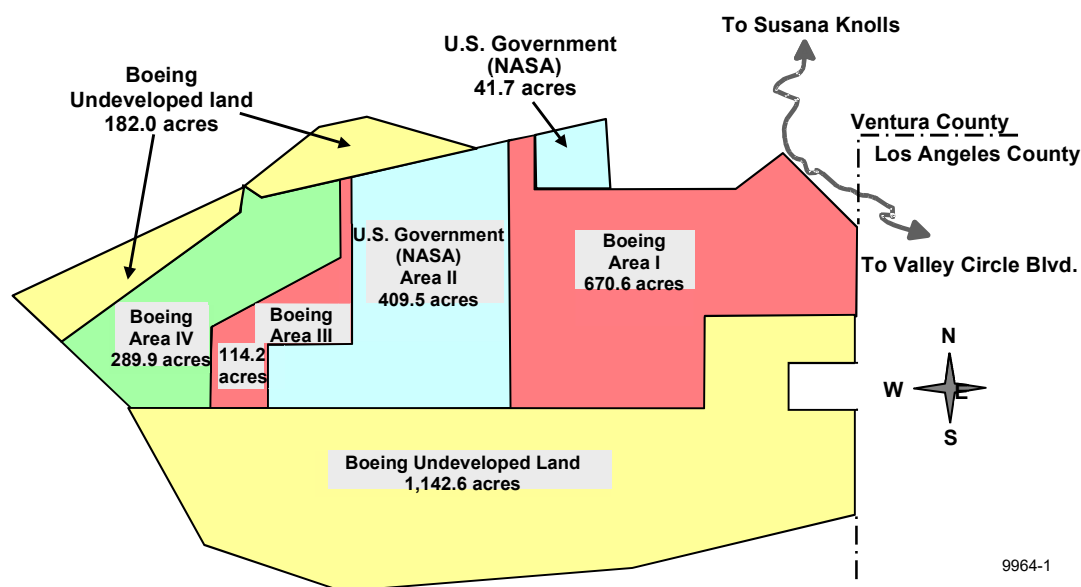 To Susana Knolls
U.S. Government
(NASA)
41.7 acres
Boeing
Undeveloped land
182.0 acres
Ventura County
Los Angeles County
To Valley Circle Blvd.
U.S. Government
(NASA)
Area II
409.5 acres
Boeing
Area I
670.6 acres
Boeing
Area IV
289.9 acres
Boeing
Area III
114.2
acres
N
W
E
S
Boeing Undeveloped Land
1,142.6 acres
9964-1